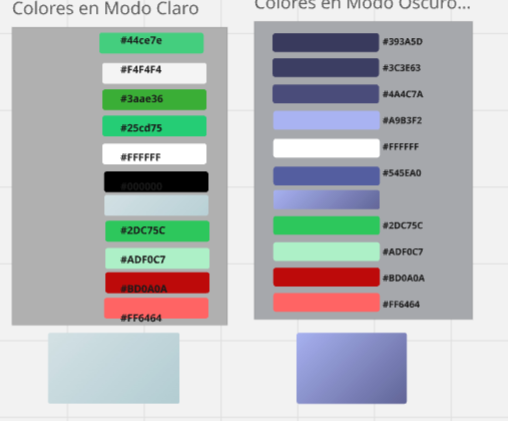 Colores en Modo Claro
#44ce7e
#F4F4F4
#3aae36
#25cd75
#FFFFFF
#000000
#2DC75C
#ADF0C7
#BD0A0A
#FF6464
Colores en Modo Oscuro...
#393A5D
#3C3E63
#4A4C7A
#A9B3F2
#FFFFFF
#545EA0
#2DC75C
#ADF0C7
#BD0A0A
#FF6464